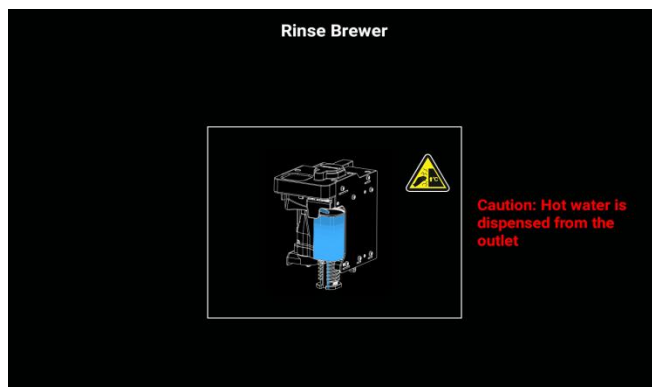 Rinse Brewer
Caution: Hot water is
dispensed from the
outlet